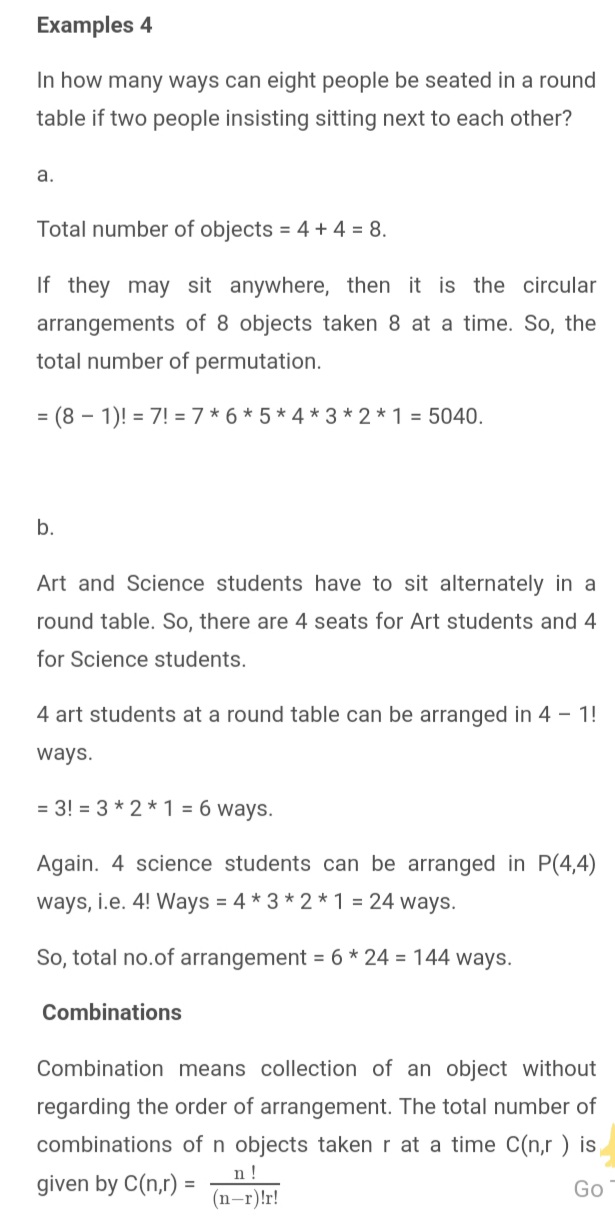 Examples 4
In how many ways can eight people be seated in a round
table if two people insisting sitting next to each other?
a.
Total number of objects = 4 + 4 = 8.
If they may sit anywhere, then it is the circular
arrangements of 8 objects taken 8 at a time. So, the
total number of permutation.
= (8 – 1)! = 7! = 7 * 6 * 5 * 4 * 3 * 2 * 1 = 5040.
b.
Art and Science students have to sit alternately in a
round table. So, there are 4 seats for Art students and 4
for Science students.
4 art students at a round table can be arranged in 4 – 1!
ways.
= 3! = 3 * 2 * 1 = 6 ways.
Again. 4 science students can be arranged in P(4,4)
ways, i.e. 4! Ways = 4 * 3 * 2 * 1 = 24 ways.
So, total no.of arrangement = 6 * 24 = 144 ways.
Combinations
Combination means collection of an object without
regarding the order of arrangement. The total number of
combinations of n objects taken r at a time C(n,r ) is
given by C(n,r) = n ! / (n−r)!r!
Go